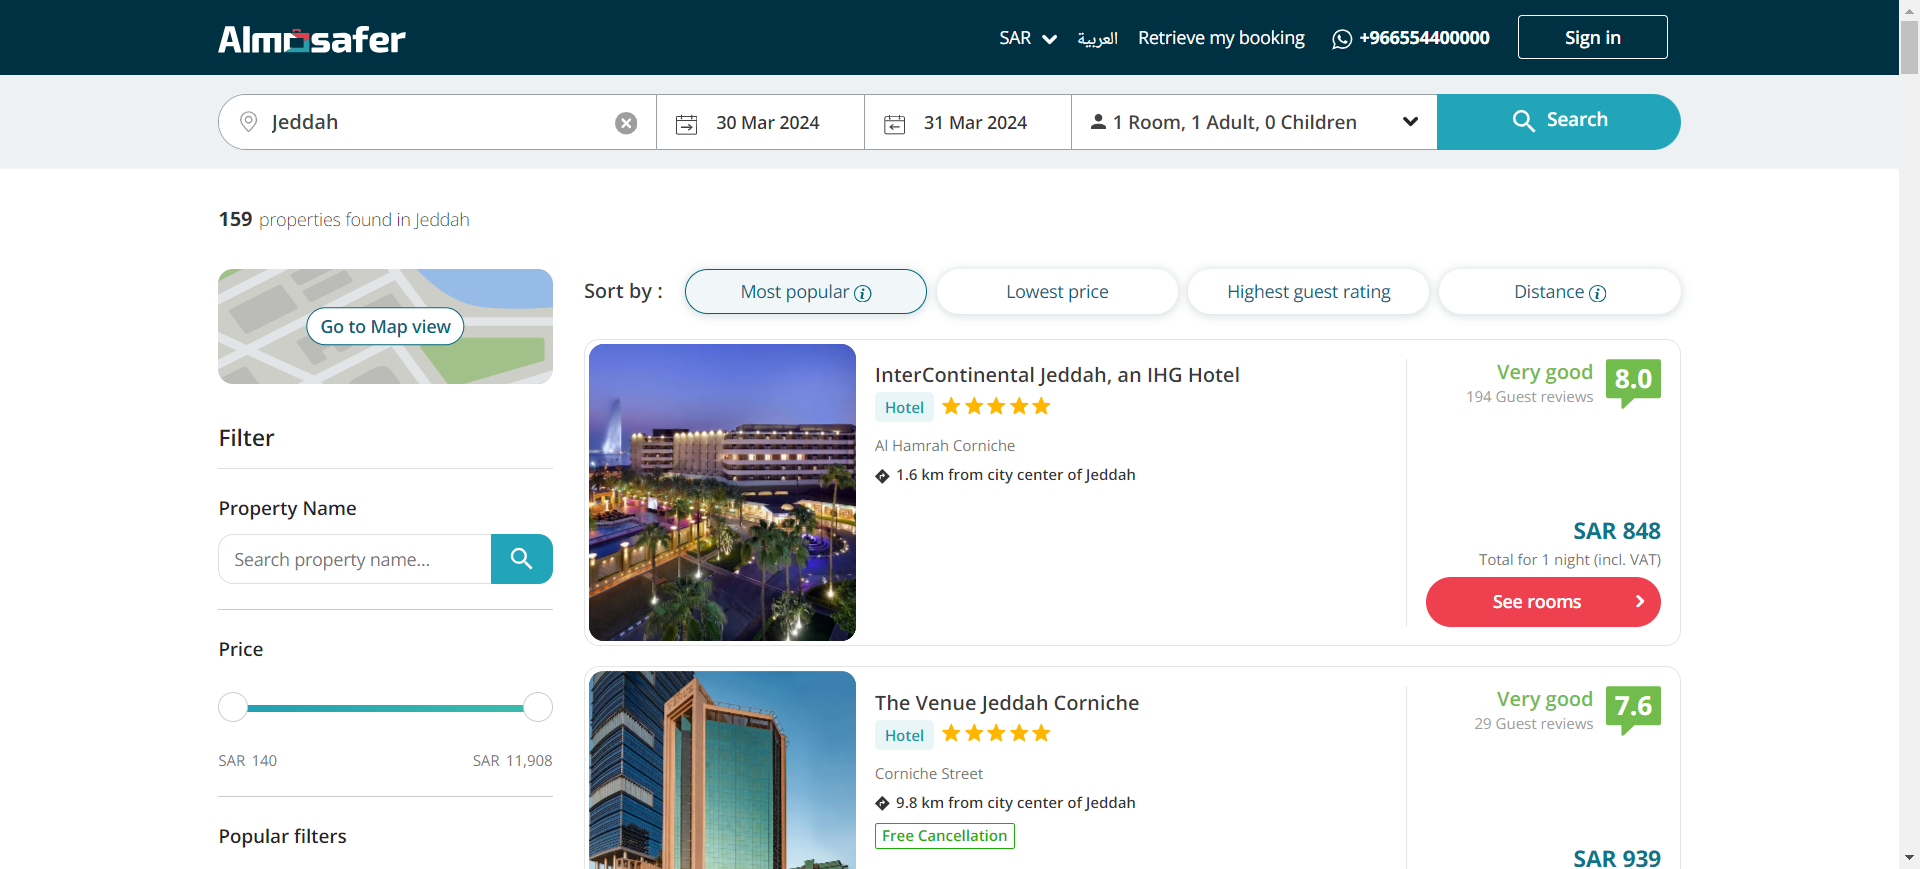 Almosafer
SAR
العربية
Retrieve my booking
+966554400000
Sign in
Jeddah
30 Mar 2024
31 Mar 2024
1 Room, 1 Adult, 0 Children
Search
159 properties found in Jeddah
Go to Map view
Sort by :
Most popular
Lowest price
Highest guest rating
Distance
Filter
Property Name
Search property name...
Price
SAR 140
SAR 11,908
Popular filters
InterContinental Jeddah, an IHG Hotel
Hotel
Al Hamrah Corniche
1.6 km from city center of Jeddah
Very good
8.0
194 Guest reviews
SAR 848
Total for 1 night (incl. VAT)
See rooms
The Venue Jeddah Corniche
Hotel
Corniche Street
9.8 km from city center of Jeddah
Free Cancellation
Very good
7.6
29 Guest reviews
SAR 939